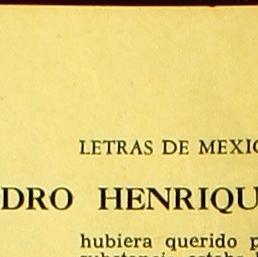 LETRAS DE MEXIC
DRO HENRIQU
hubiera querido p